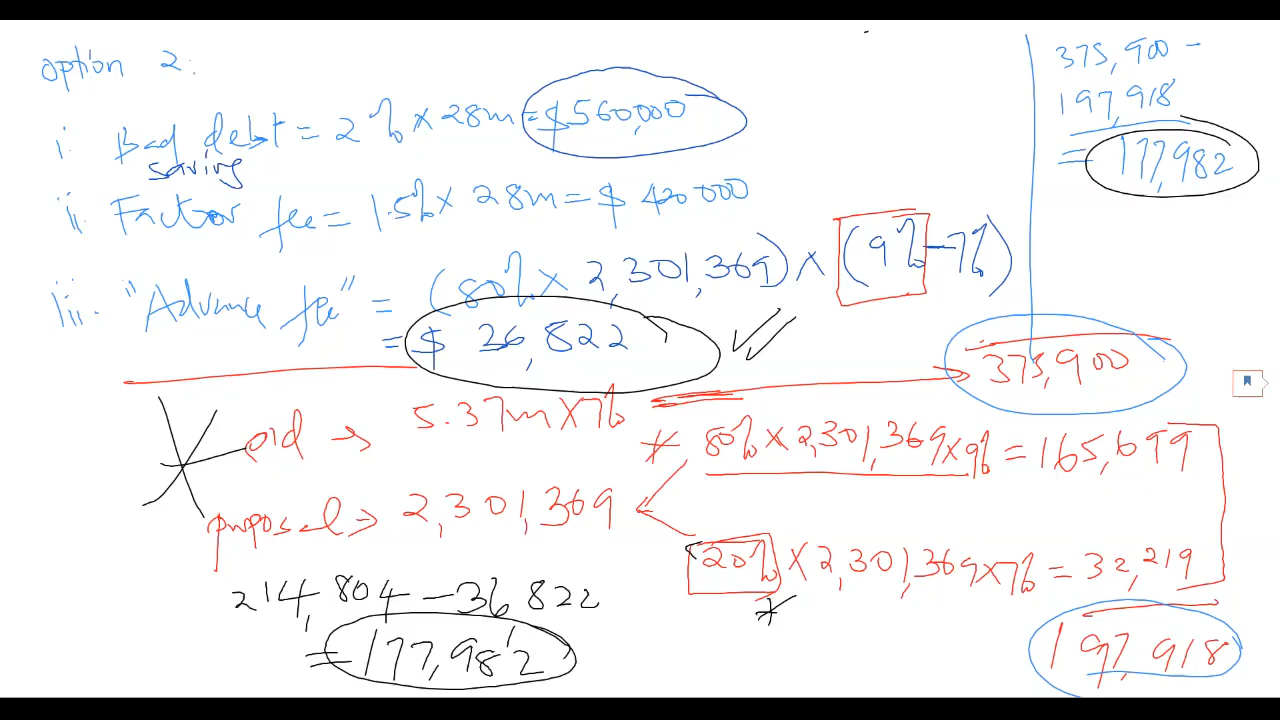 option 2:
i. Bad debt = 2% × 28m = $560,000
saving
ii. Factor fee = 1.5% × 28m = $ 420 000
iii. "Advance fee" = (80% × 2,301,369) × (9% - 7%)
= $ 36,822
375,900 -
197,918
= 177,982
old → 5.37m × 7%
375,900
* 80% × 2,301,369 × 9% = 165,699
proposal ⇒ 2,301,369
20% × 2,301,369 × 7% = 32,219
*
197,918
214,804 - 36 822
= 177,982